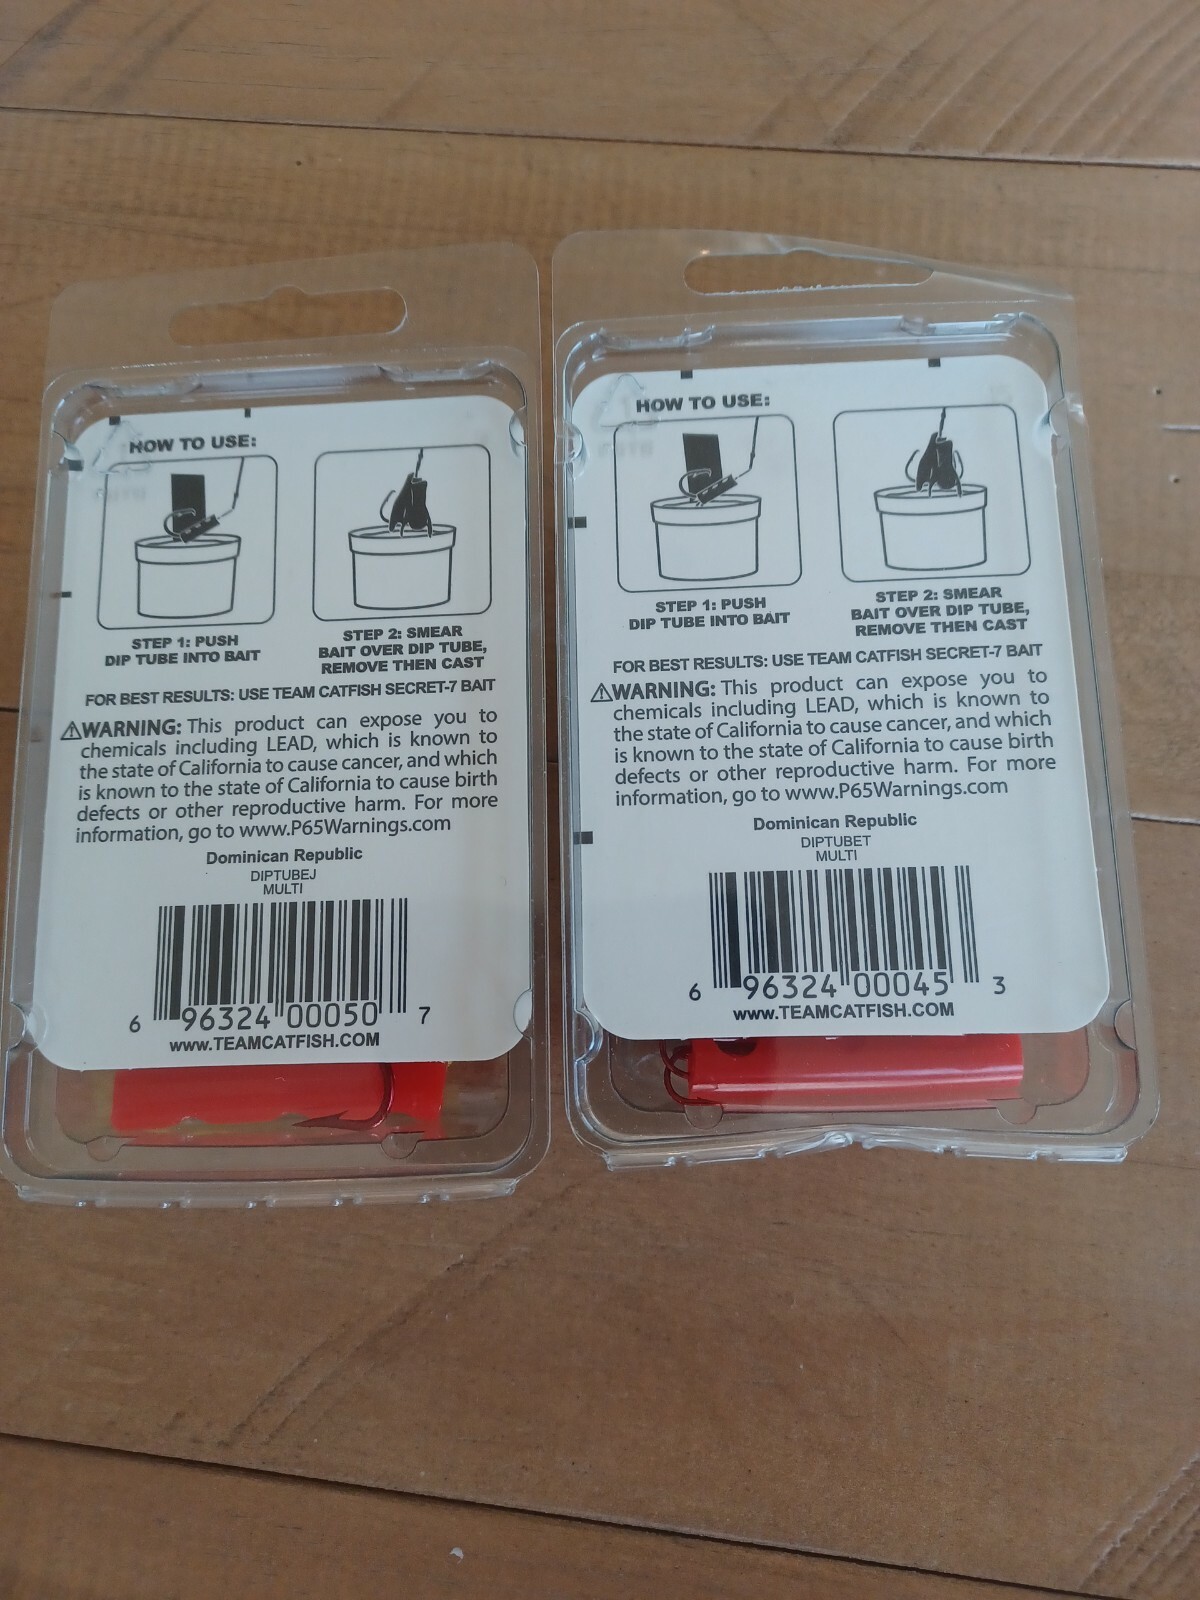 HOW TO USE:
STEP 1: PUSH
DIP TUBE INTO BAIT
STEP 2: SMEAR
BAIT OVER DIP TUBE,
REMOVE THEN CAST
FOR BEST RESULTS: USE TEAM CATFISH SECRET-7 BAIT
⚠WARNING: This product can expose you to
chemicals including LEAD, which is known to
the state of California to cause cancer, and which
is known to the state of California to cause birth
defects or other reproductive harm. For more
information, go to www.P65Warnings.com
Dominican Republic
DIPTUBEJ
MULTI
6 96324 00050 7
www.TEAMCATFISH.COM
HOW TO USE:
STEP 1: PUSH
DIP TUBE INTO BAIT
STEP 2: SMEAR
BAIT OVER DIP TUBE,
REMOVE THEN CAST
FOR BEST RESULTS: USE TEAM CATFISH SECRET-7 BAIT
⚠WARNING: This product can expose you to
chemicals including LEAD, which is known to
the state of California to cause cancer, and which
is known to the state of California to cause birth
defects or other reproductive harm. For more
information, go to www.P65Warnings.com
Dominican Republic
DIPTUBET
MULTI
6 96324 00045 3
www.TEAMCATFISH.COM